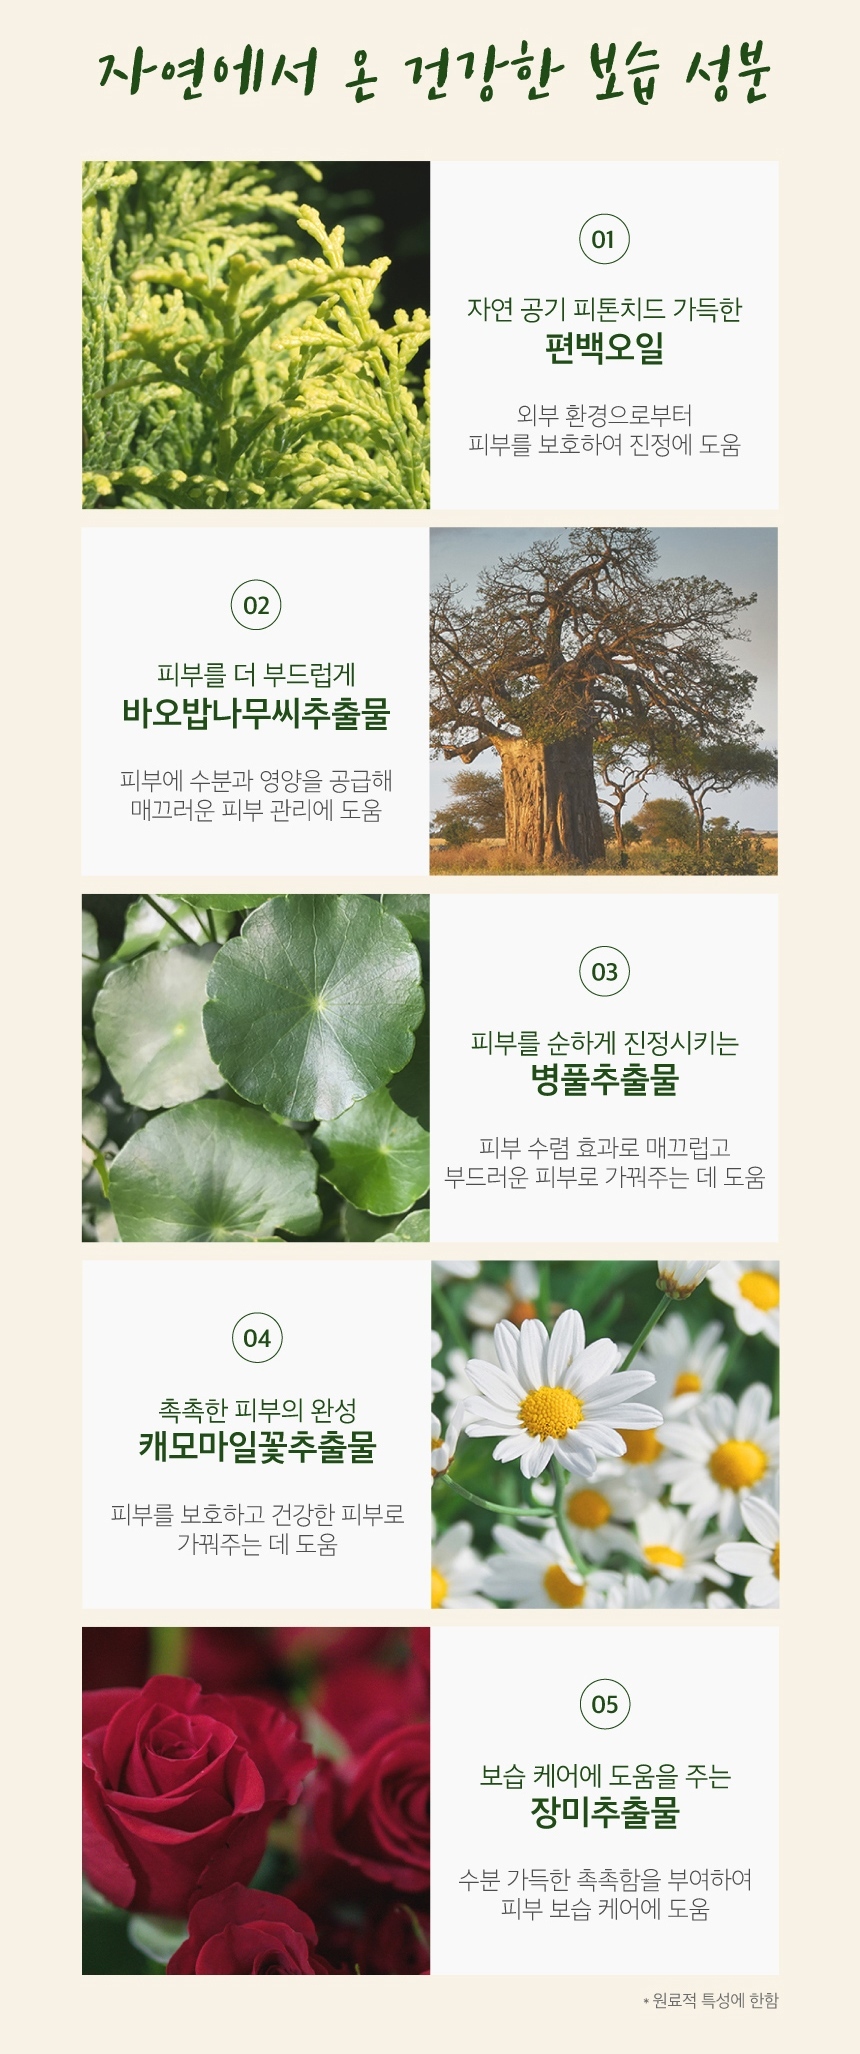 자연에서 온 건강한 보습 성분
01
자연 공기 피톤치드 가득한
편백오일
외부 환경으로부터
피부를 보호하여 진정에 도움
02
피부를 더 부드럽게
바오밥나무씨추출물
피부에 수분과 영양을 공급해
매끄러운 피부 관리에 도움
03
피부를 순하게 진정시키는
병풀추출물
피부 수렴 효과로 매끄럽고
부드러운 피부로 가꿔주는 데 도움
04
촉촉한 피부의 완성
캐모마일꽃추출물
피부를 보호하고 건강한 피부로
가꿔주는 데 도움
05
보습 케어에 도움을 주는
장미추출물
수분 가득한 촉촉함을 부여하여
피부 보습 케어에 도움
* 원료적 특성에 한함